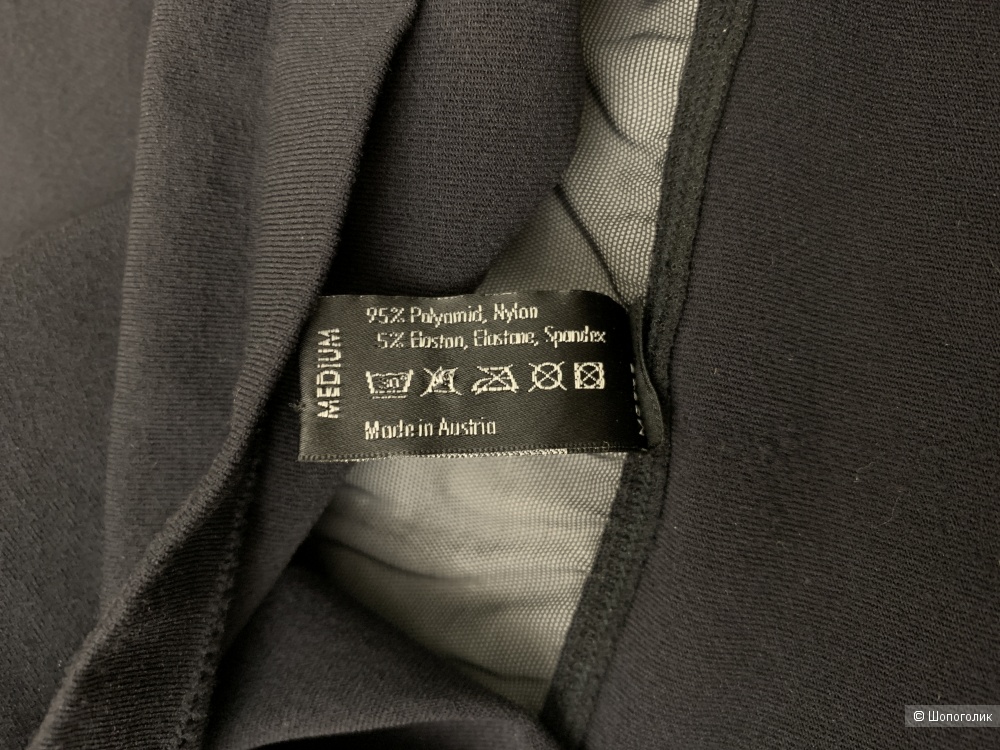 MEDIUM
95% Polyamid, Nylon
5% Elastan, Elastane, Spandex
Made in Austria
© Шопоголик